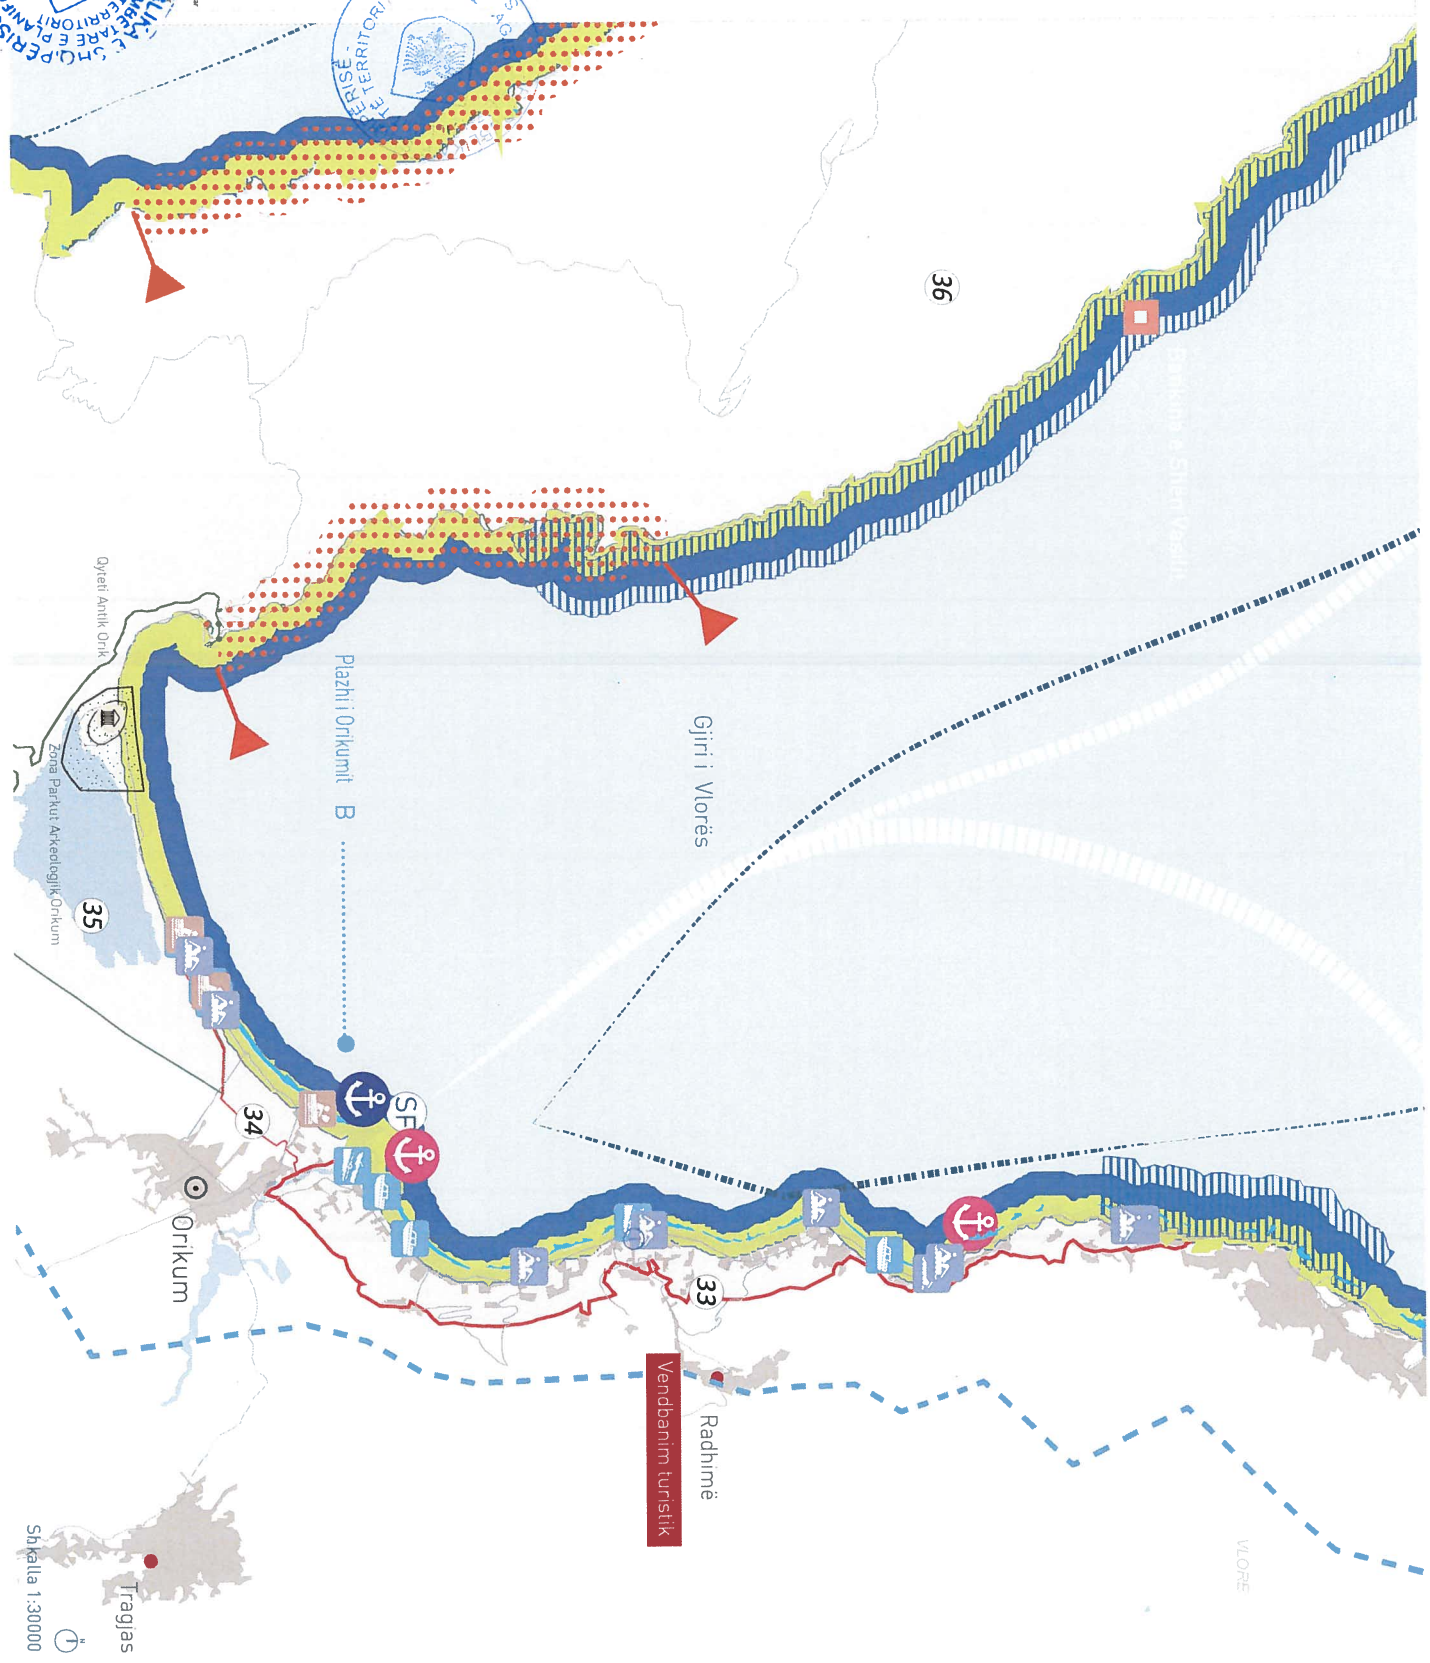 36
Gjiri i Vlorës
Plazhi i Orikumit B
Qyteti Antik Orik
Zona Parkut Arkeologjik Orikum
35
34
SF
33
Orikum
Radhimë
Vendbanim turistik
Tragjas
VLORE
Shkalla 1:30000
N